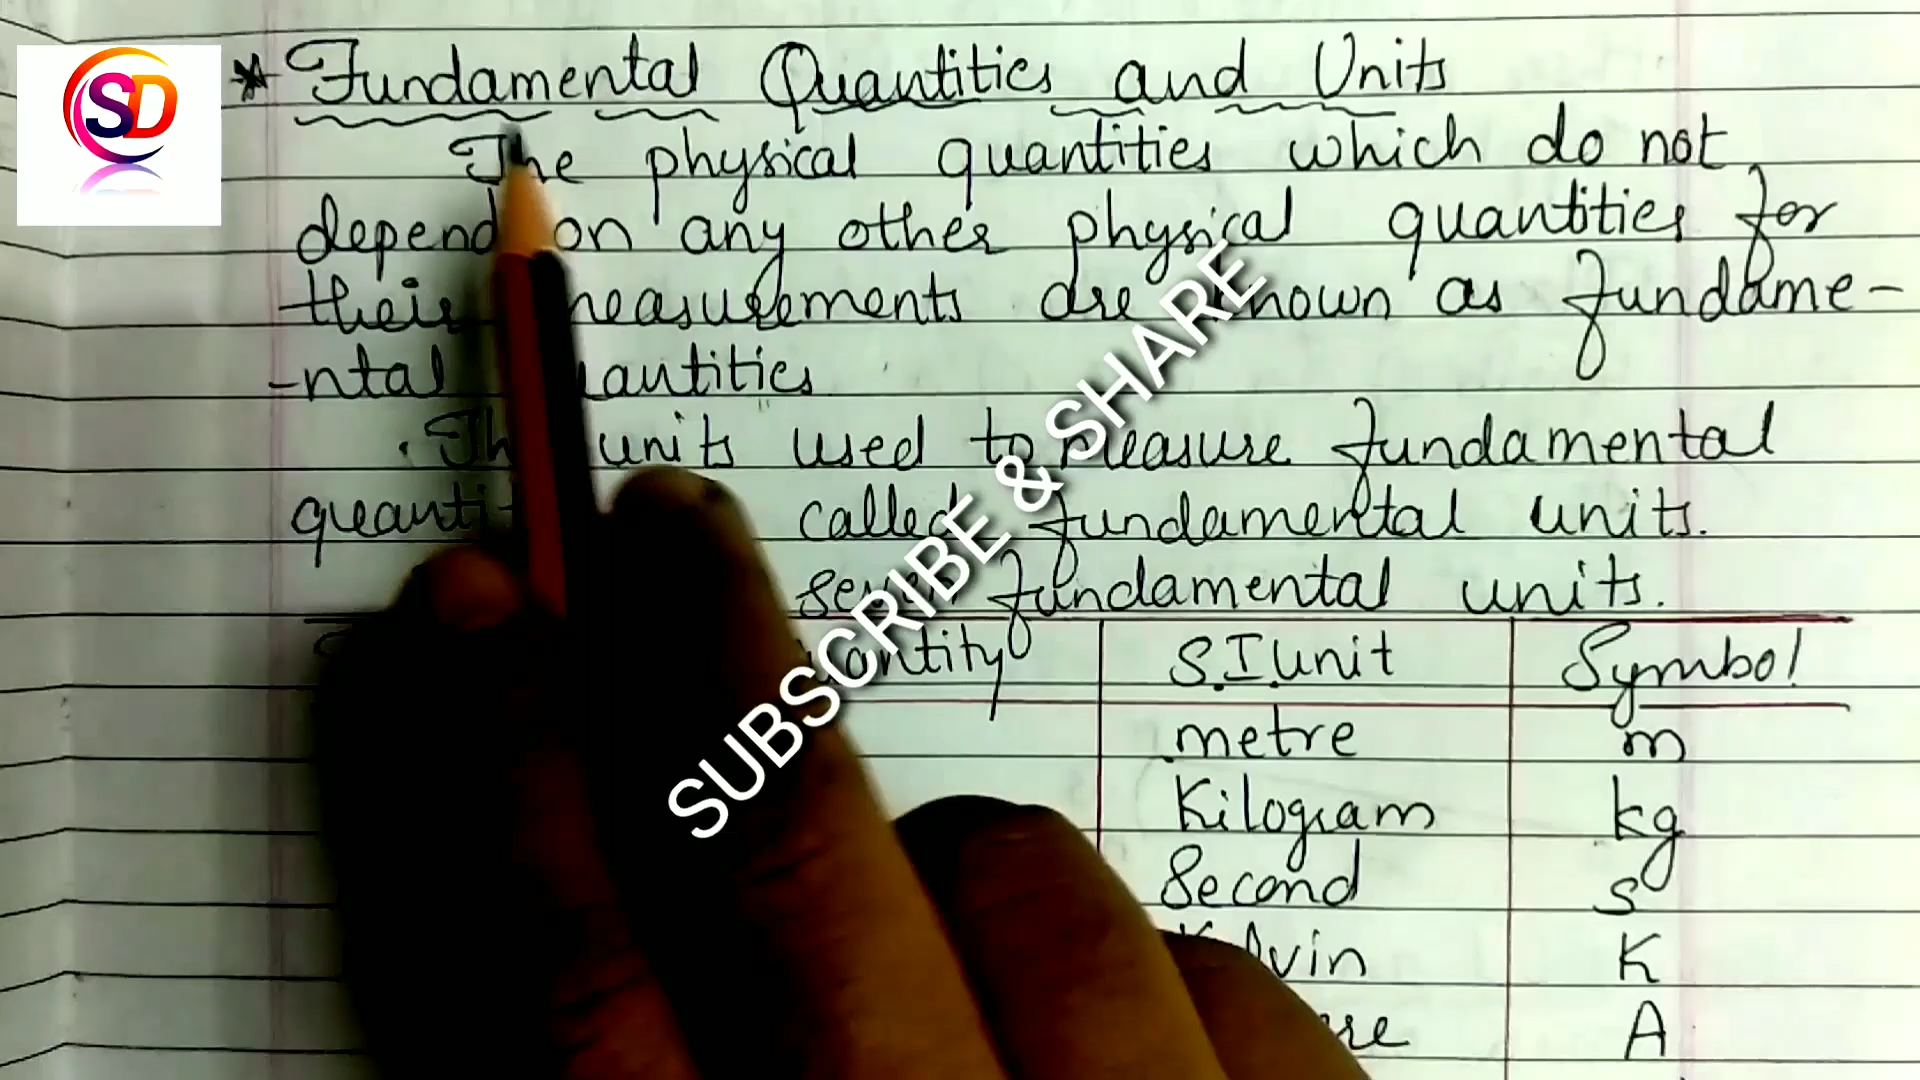 SD
* Fundamental Quantities and Units
The physical quantities which do not
depend on any other physical quantities for
their measurements are known as fundame-
-ntal quantities
. The units used to measure fundamental
called fundamental units.
seven fundamental units.
S.I.Unit Symbol
metre m
Kilogram kg
Second s
Kelvin K
A
SUBSCRIBE & SHARE